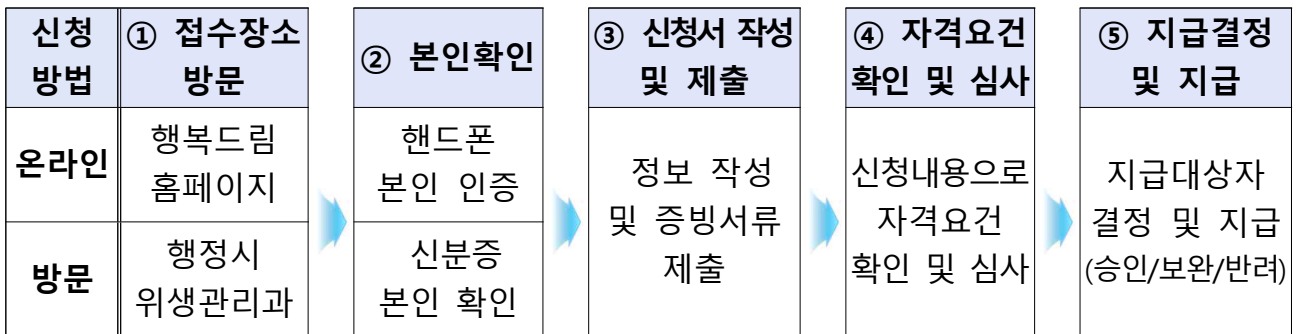 신청
방법
① 접수장소
방문
② 본인확인
③ 신청서 작성
및 제출
④ 자격요건
확인 및 심사
⑤ 지급결정
및 지급
온라인
행복드림
홈페이지
핸드폰
본인 인증
방문
행정시
위생관리과
신분증
본인 확인
정보 작성
및 증빙서류
제출
신청내용으로
자격요건
확인 및 심사
지급대상자
결정 및 지급
(승인/보완/반려)